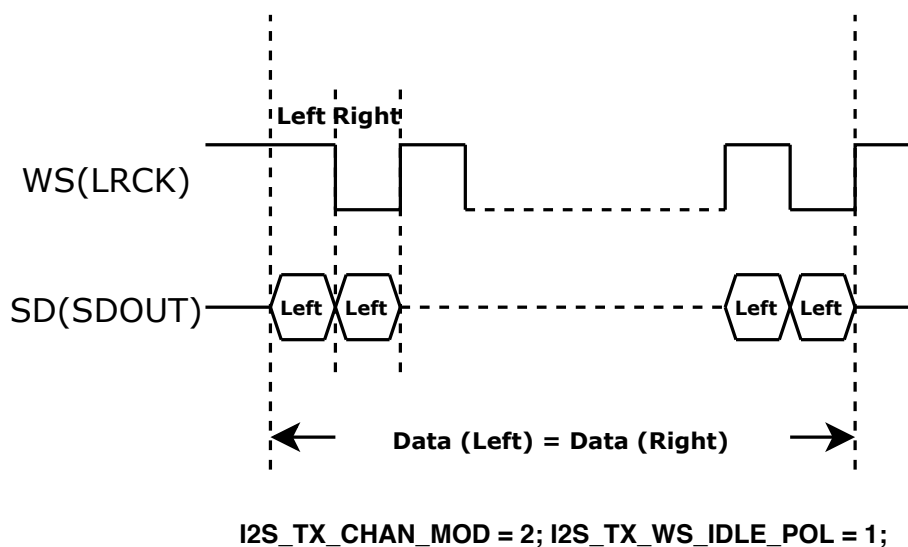 Left Right
WS(LRCK)
SD(SDOUT) Left Left Left Left
Data (Left) = Data (Right)
I2S_TX_CHAN_MOD = 2; I2S_TX_WS_IDLE_POL = 1;